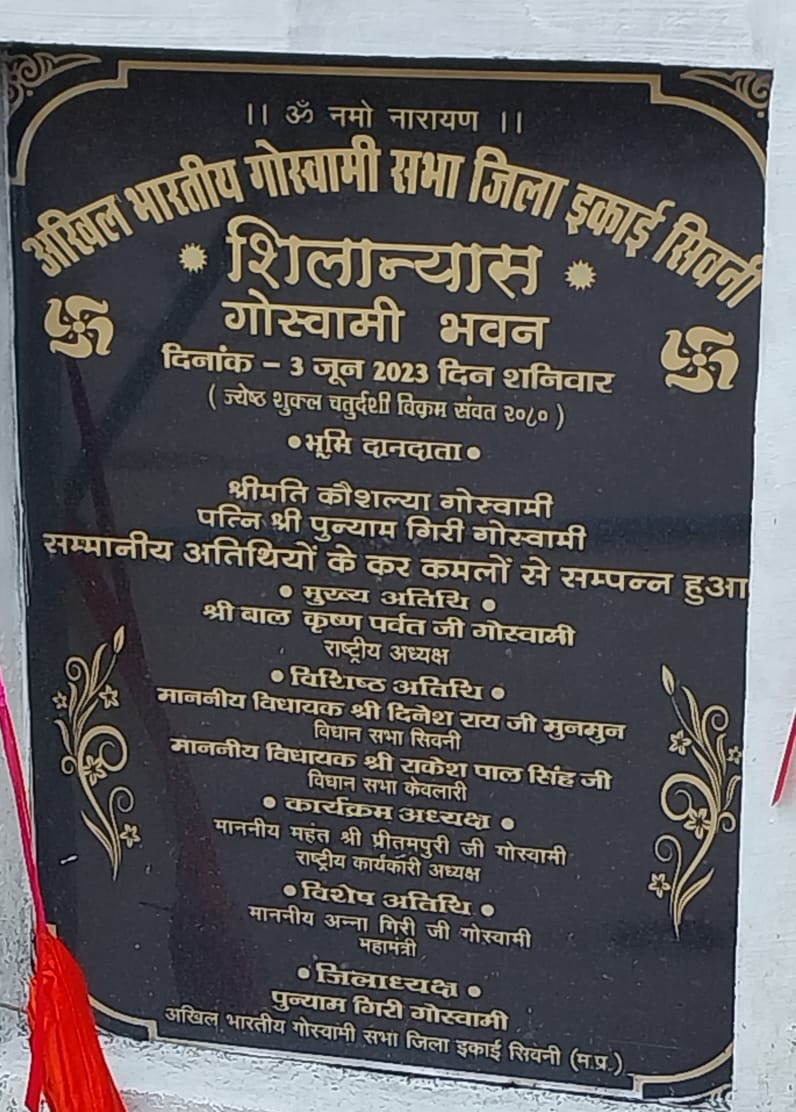 ।। ॐ नमो नारायण ।।
अखिल भारतीय गोस्वामी सभा जिला इकाई सिवनी
शिलान्यास
गोस्वामी भवन
दिनांक – 3 जून 2023 दिन शनिवार
( ज्येष्ठ शुक्ल चतुर्दशी विक्रम संवत २०८० )
•भूमि दानदाता•
श्रीमति कौशल्या गोस्वामी
पत्नि श्री पुन्याम गिरी गोस्वामी
सम्मानीय अतिथियों के कर कमलों से सम्पन्न हुआ
• मुख्य अतिथि •
श्री बाल कृष्ण पर्वत जी गोस्वामी
राष्ट्रीय अध्यक्ष
• विशिष्ठ अतिथि •
माननीय विधायक श्री दिनेश राय जी मुनमुन
विधान सभा सिवनी
माननीय विधायक श्री राकेश पाल सिंह जी
विधान सभा केवलारी
• कार्यक्रम अध्यक्ष •
माननीय महंत श्री प्रीतमपुरी जी गोस्वामी
राष्ट्रीय कार्यकारी अध्यक्ष
• विशेष अतिथि •
माननीय अन्ना गिरी जी गोस्वामी
महामंत्री
• जिलाध्यक्ष •
पुन्याम गिरी गोस्वामी
अखिल भारतीय गोस्वामी सभा जिला इकाई सिवनी (म.प्र.)